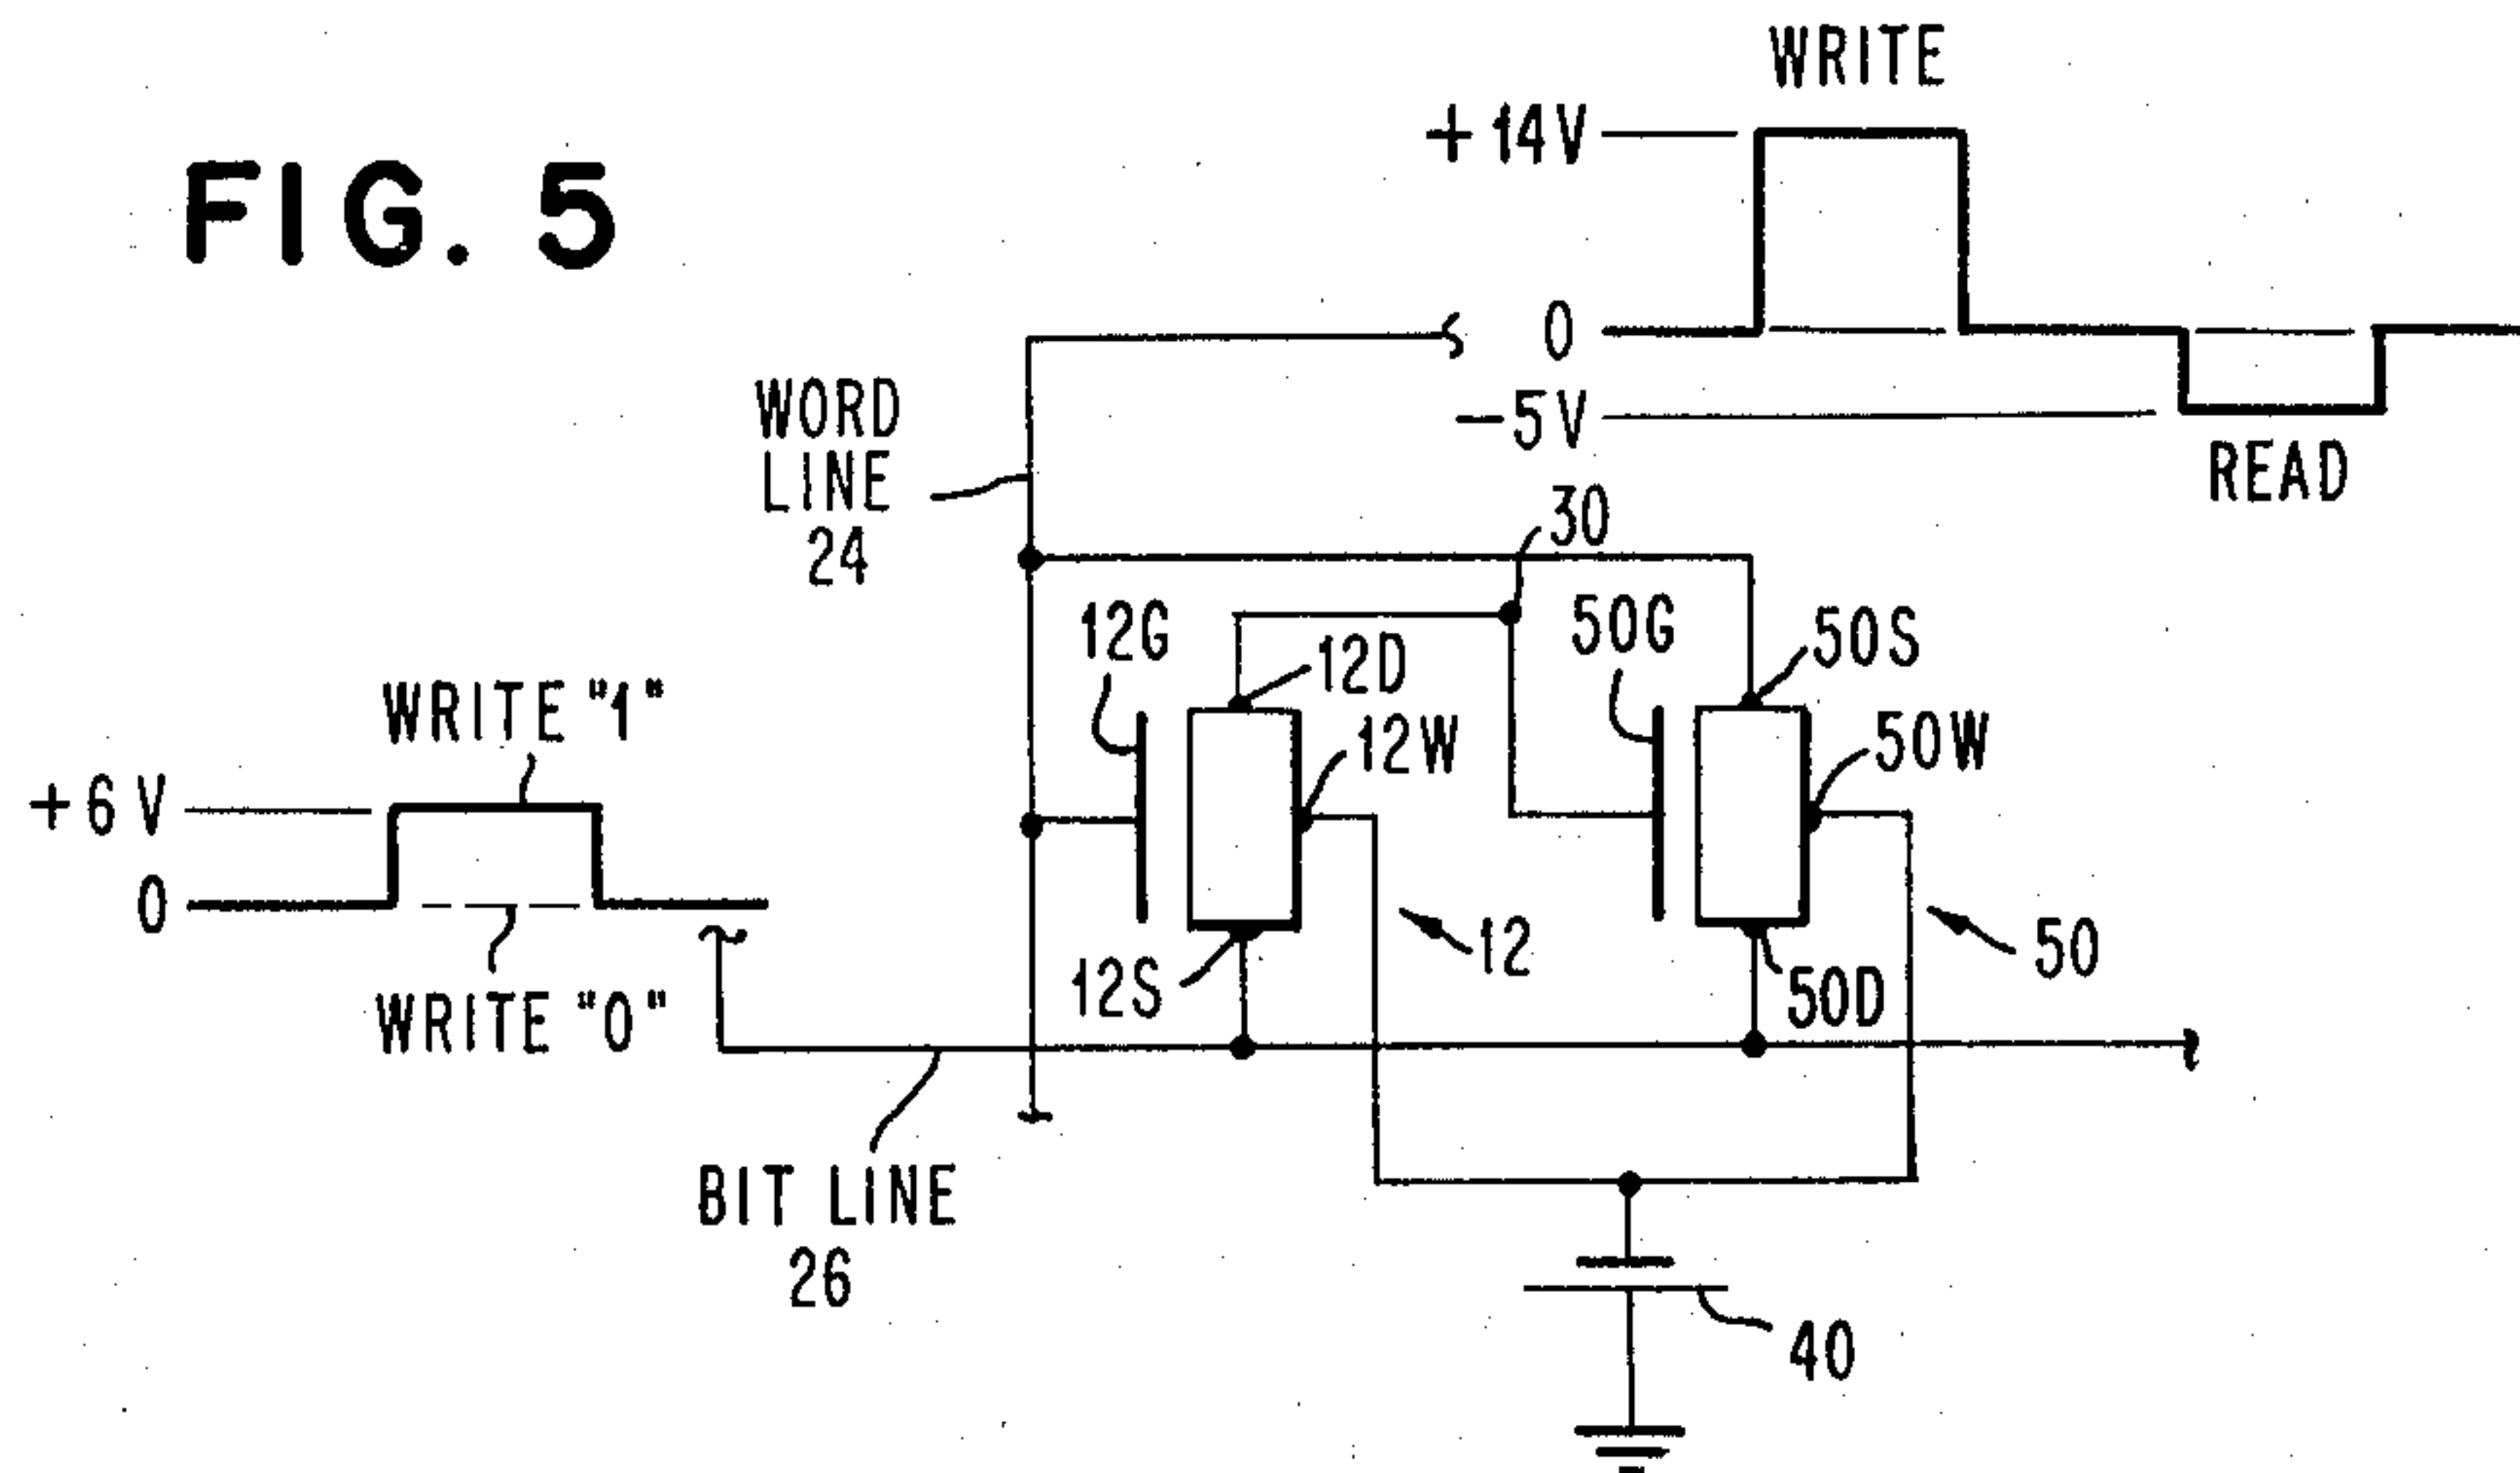 FIG. 5
WRITE
+14V
0
-5V
READ
WORD
LINE
24
30
12G
12D
50G
50S
12W
50W
WRITE "1"
+6V
0
WRITE "0"
12S
12
50D
50
BIT LINE
26
40